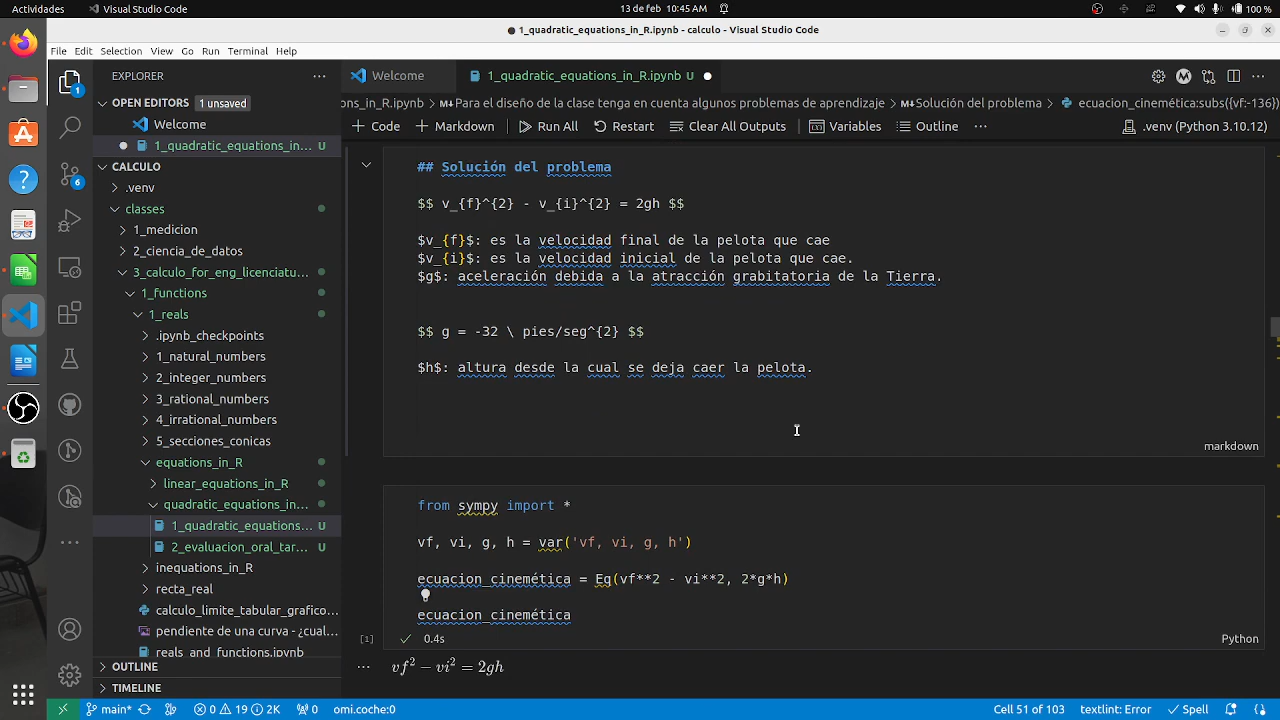 Actividades
Visual Studio Code
13 de feb 10:45 AM
100 %
1_quadratic_equations_in_R.ipynb - calculo - Visual Studio Code
File Edit Selection View Go Run Terminal Help
EXPLORER
Welcome
1_quadratic_equations_in_R.ipynb U
OPEN EDITORS 1 unsaved
ons_in_R.ipynb > Para el diseño de la clase tenga en cuenta algunos problemas de aprendizaje > Solución del problema > ecuacion_cinemética:subs({vf:-136})
Welcome
1_quadratic_equations_in... U
+ Code + Markdown Run All Restart Clear All Outputs Variables Outline ... .venv (Python 3.10.12)
CALCULO
.venv
classes
1_medicion
2_ciencia_de_datos
3_calculo_for_eng_licenciatu...
1_functions
1_reals
.ipynb_checkpoints
1_natural_numbers
2_integer_numbers
3_rational_numbers
4_irrational_numbers
5_secciones_conicas
equations_in_R
linear_equations_in_R
quadratic_equations_in...
1_quadratic_equations... U
2_evaluacion_oral_tar... U
inequations_in_R
recta_real
calculo_limite_tabular_grafico...
pendiente de una curva - ¿cual...
reals_and_functions.ipynb
OUTLINE
TIMELINE
1
6
## Solución del problema
$$ v_{f}^{2} - v_{i}^{2} = 2gh $$
$v_{f}$: es la velocidad final de la pelota que cae
$v_{i}$: es la velocidad inicial de la pelota que cae.
$g$: aceleración debida a la atracción grabitatoria de la Tierra.
$$ g = -32 \ pies/seg^{2} $$
$h$: altura desde la cual se deja caer la pelota.
markdown
from sympy import *
vf, vi, g, h = var('vf, vi, g, h')
ecuacion_cinemética = Eq(vf**2 - vi**2, 2*g*h)
ecuacion_cinemética
[1] 0.4s Python
... vf² − vi² = 2gh
main* 0 19 2K 0 omi.coche:0 Cell 51 of 103 textlint: Error Spell